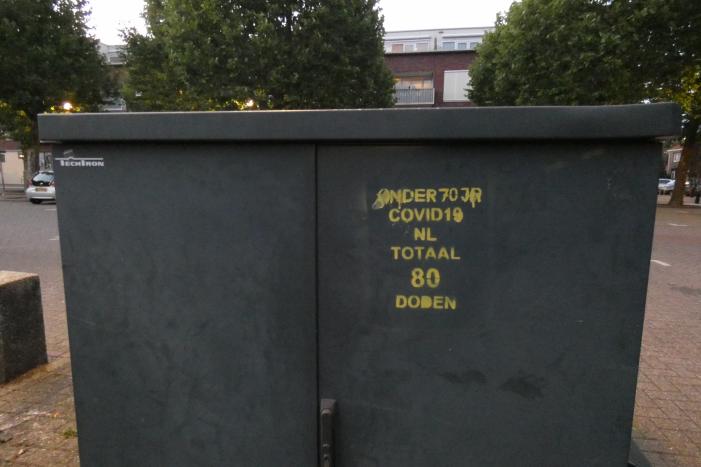 TECHTRON
ONDER 70 JR
COVID19
NL
TOTAAL
80
DODEN